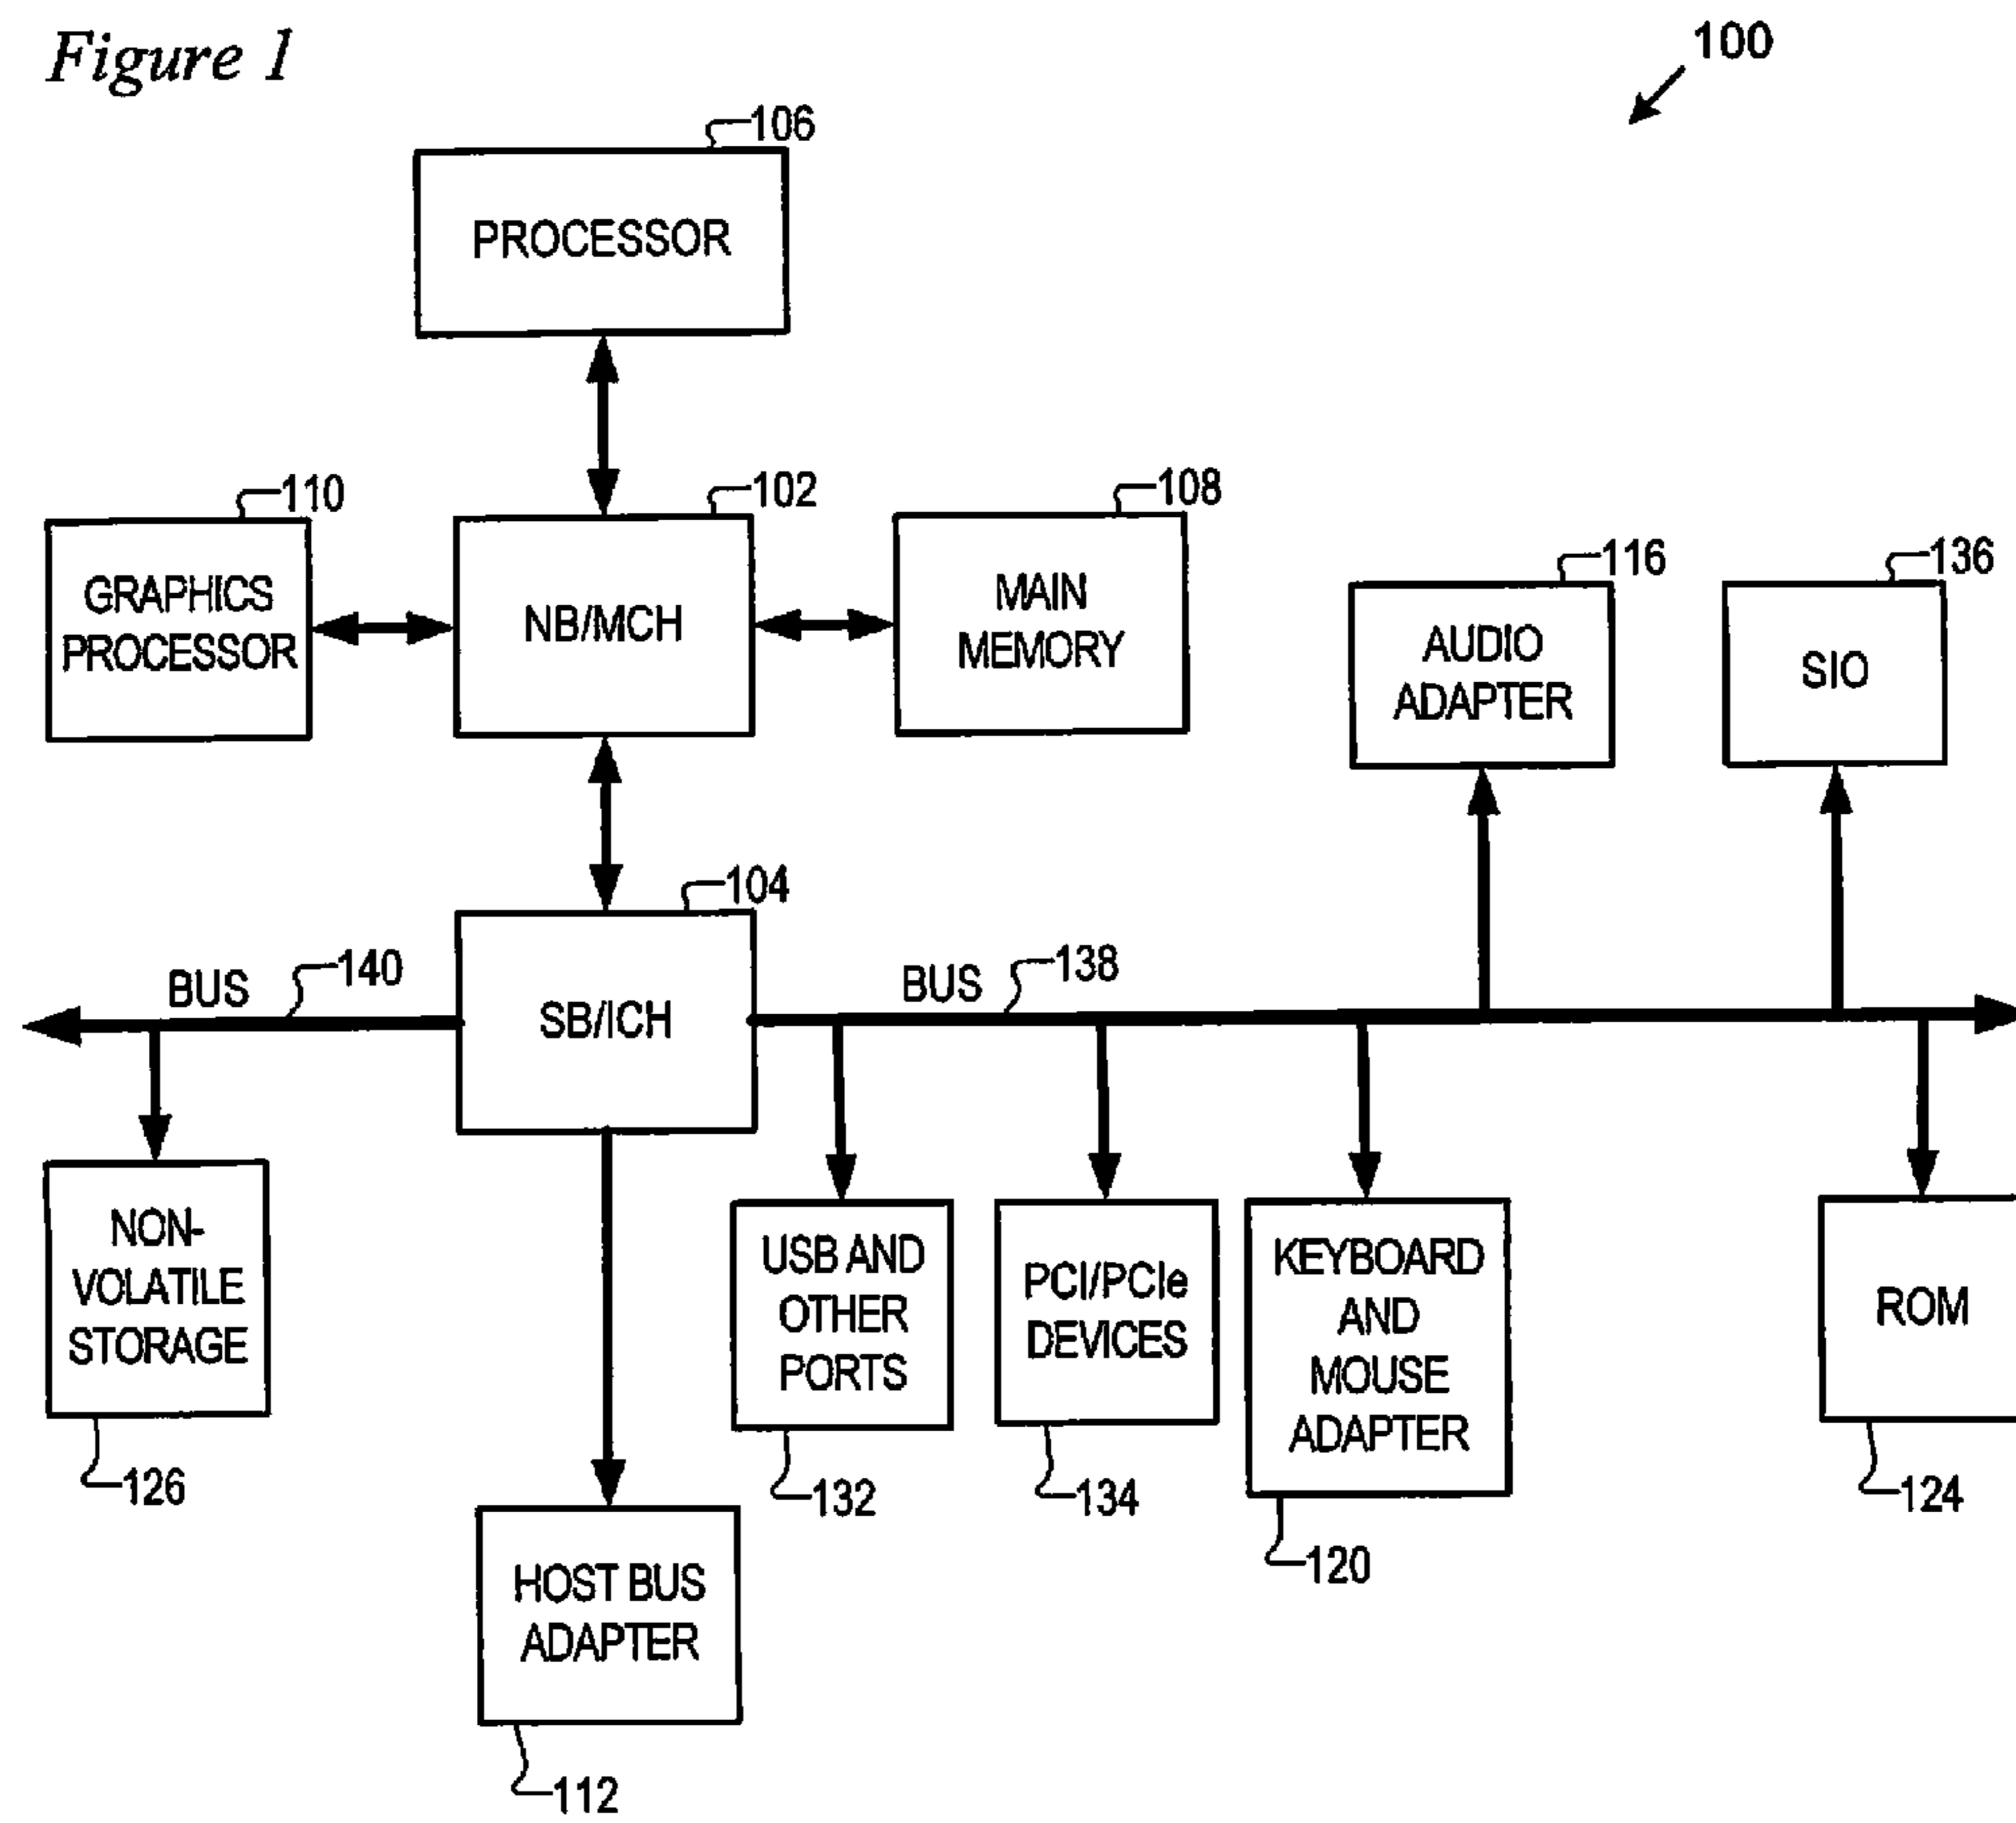 Figure 1
100
106
PROCESSOR
110
102
108
GRAPHICS
PROCESSOR
NB/MCH
MAIN
MEMORY
116
136
AUDIO
ADAPTER
SIO
104
BUS
140
SB/ICH
BUS
138
NON-
VOLATILE
STORAGE
126
USB AND
OTHER
PORTS
132
PCI/PCIe
DEVICES
134
KEYBOARD
AND
MOUSE
ADAPTER
120
ROM
124
HOST BUS
ADAPTER
112